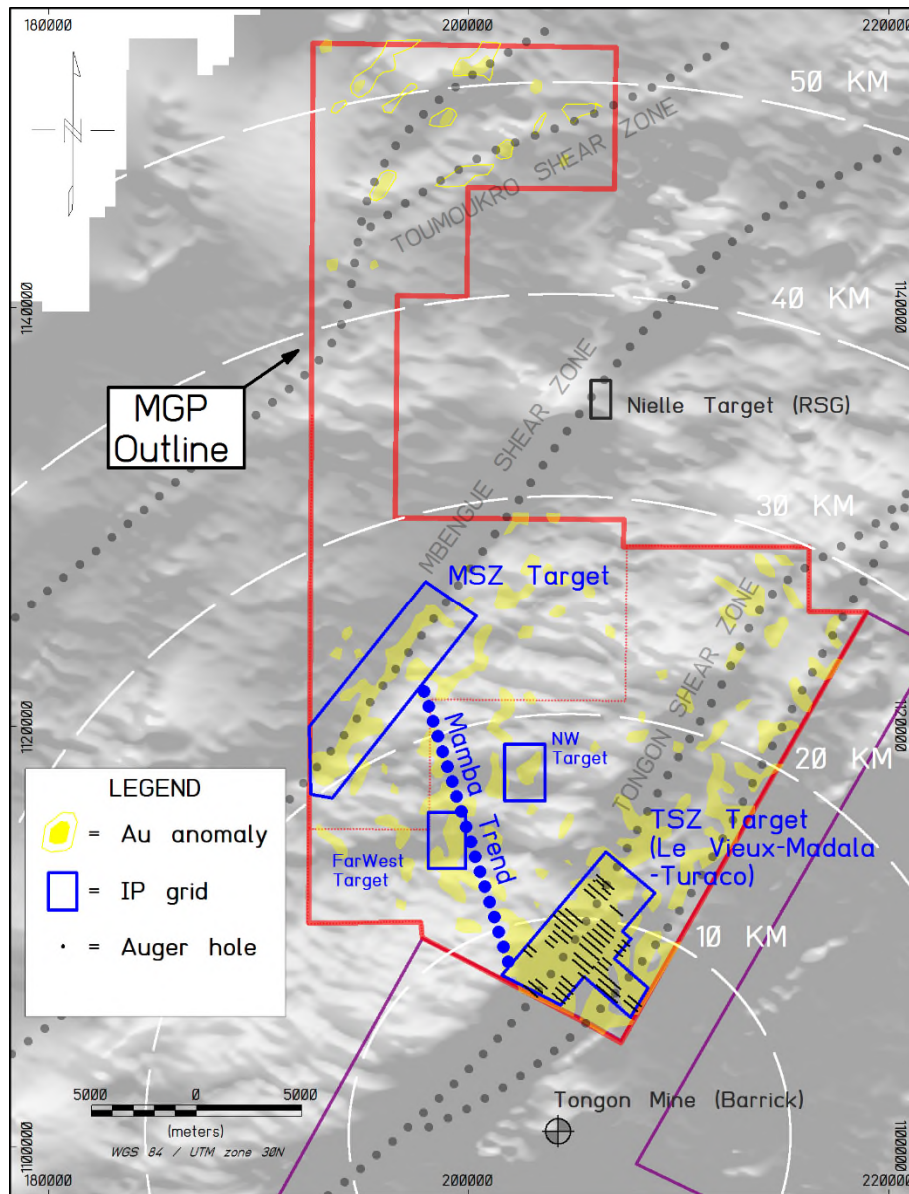 180000
200000
220000
50 KM
N
TOUMOUKRO SHEAR ZONE
40 KM
1140000
1140000
MGP
Outline
MBENGUE SHEAR ZONE
Nielle Target (RSG)
30 KM
MSZ Target
TONGON SHEAR ZONE
1120000
1120000
Mamba Trend
NW
Target
20 KM
LEGEND
= Au anomaly
= IP grid
= Auger hole
TSZ Target
(Le Vieux-Madala
-Turaco)
FarWest
Target
10 KM
5000
0
5000
(meters)
WGS 84 / UTM zone 30N
Tongon Mine (Barrick)
1100000
1100000
180000
200000
220000